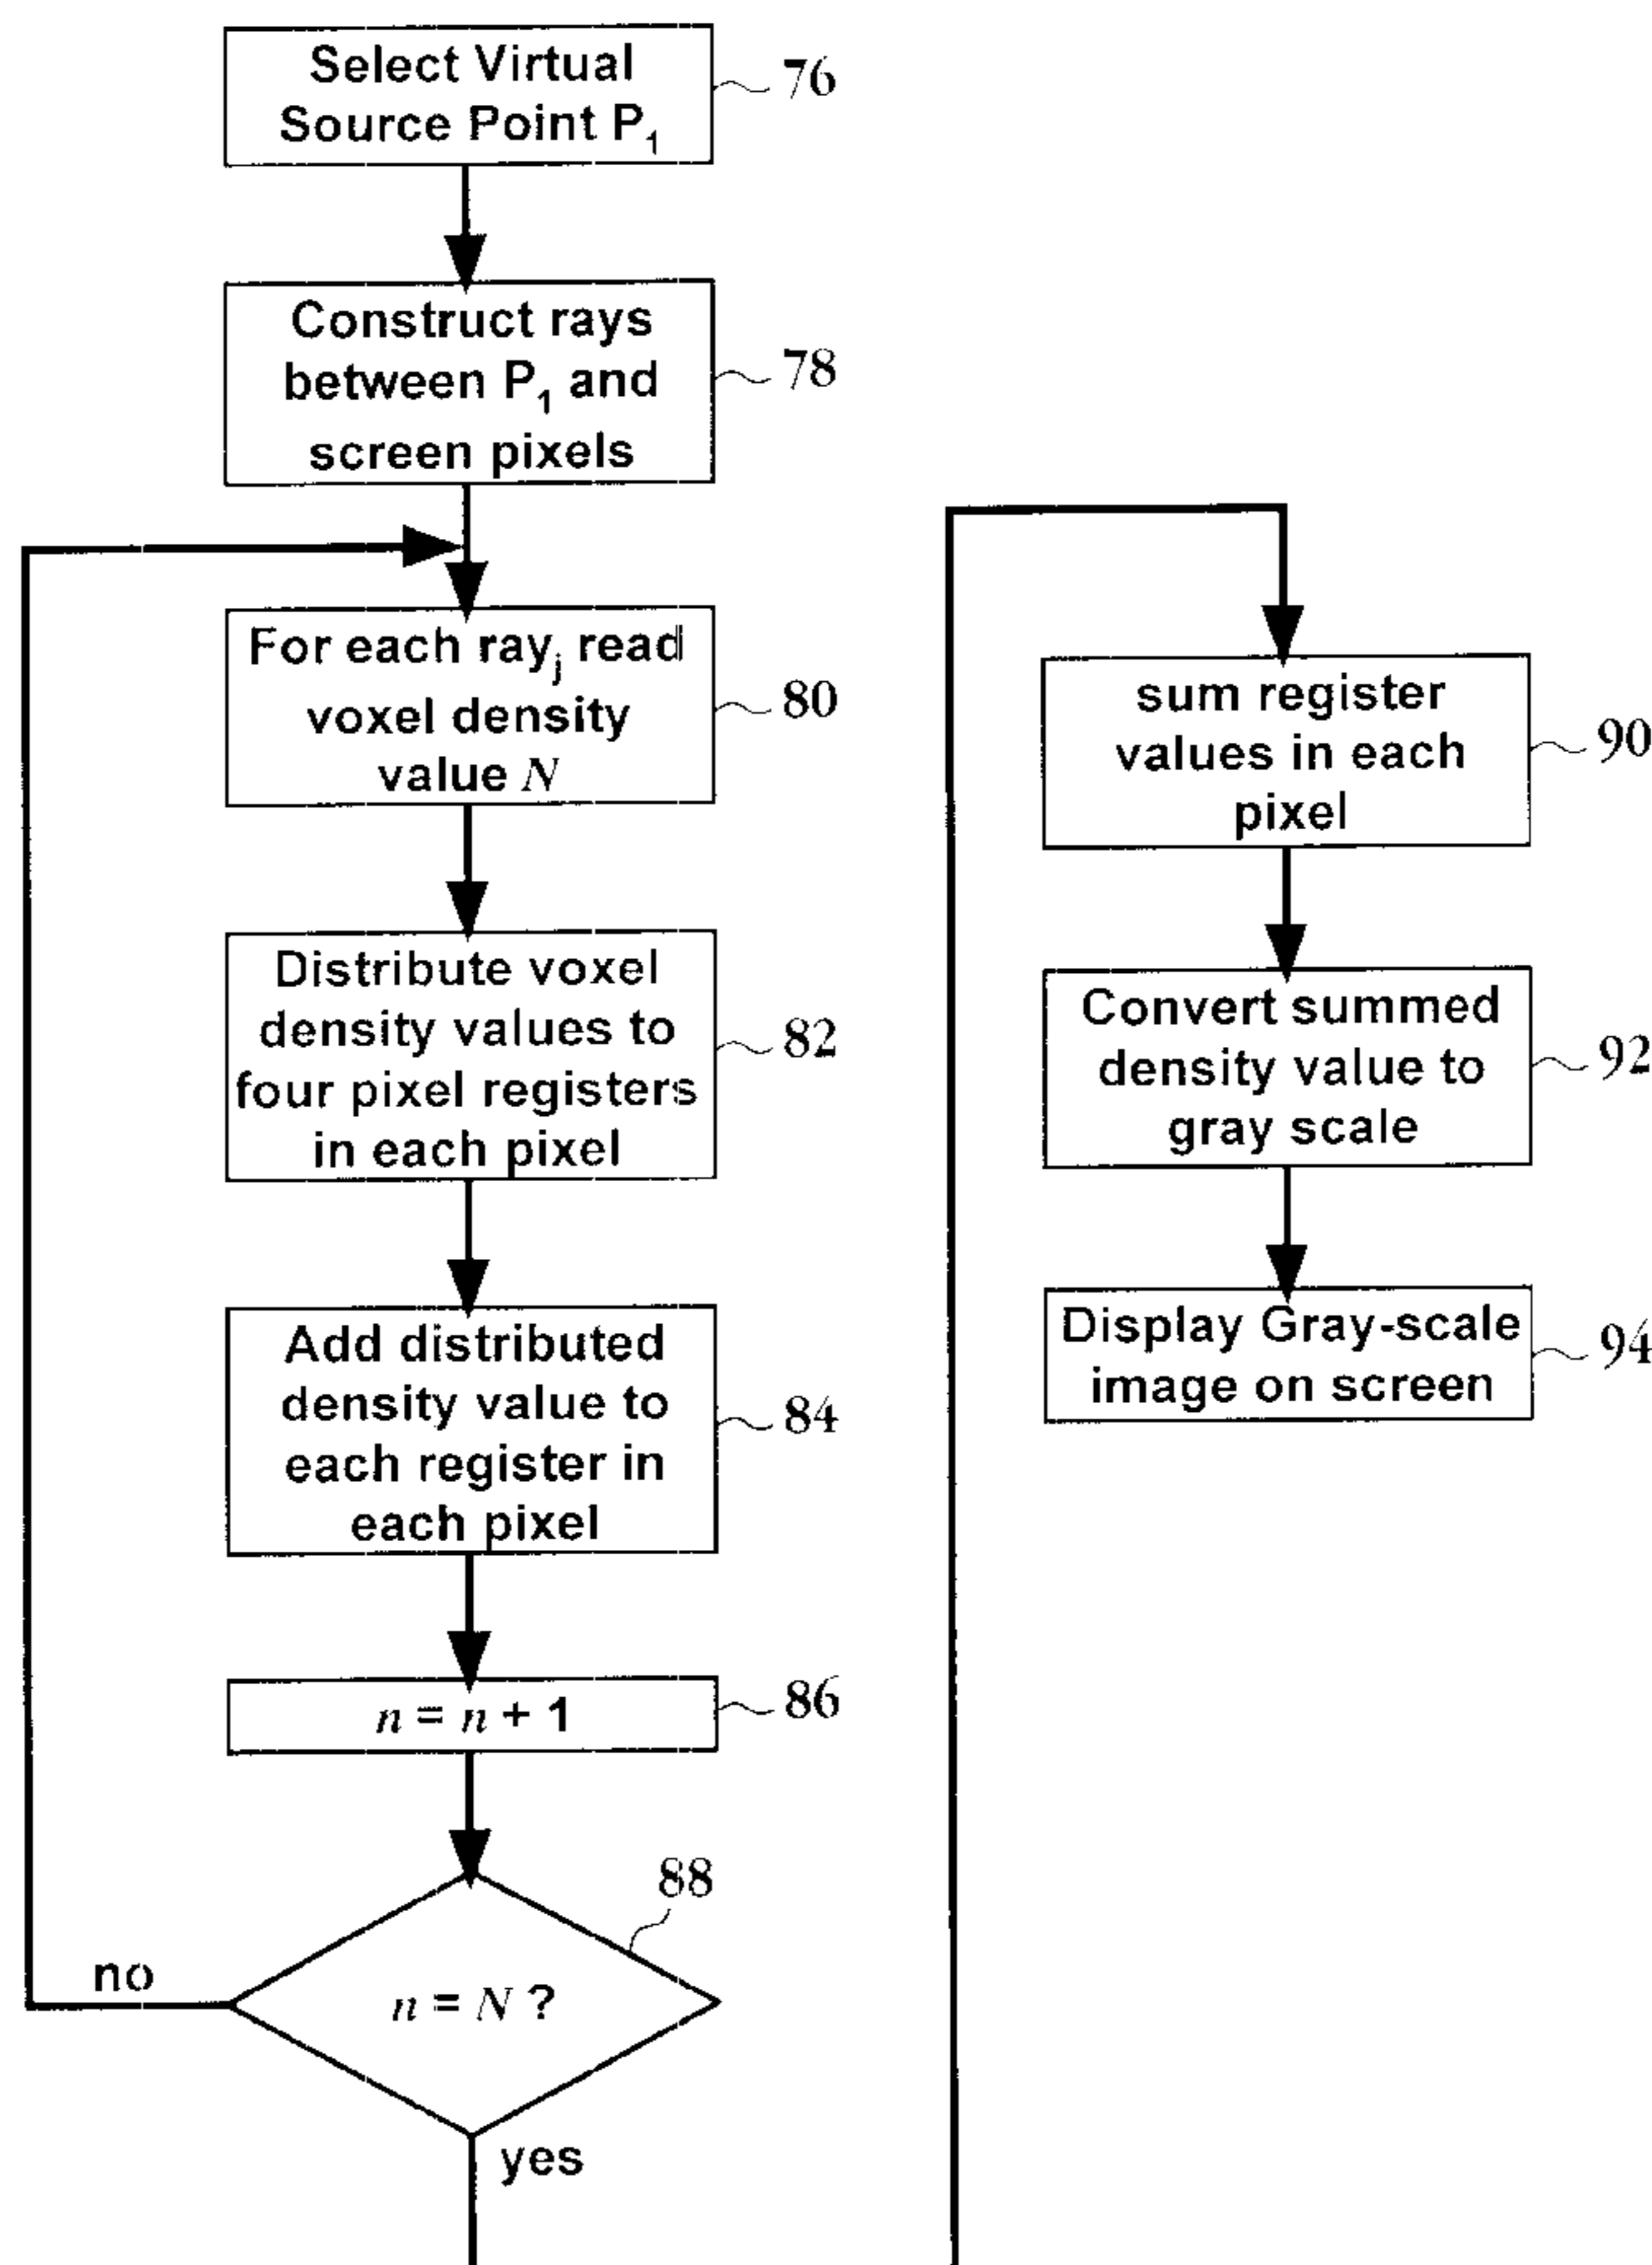 Select Virtual
Source Point P₁
76
Construct rays
between P₁ and
screen pixels
78
For each rayⱼ read
voxel density
value N
80
Distribute voxel
density values to
four pixel registers
in each pixel
82
Add distributed
density value to
each register in
each pixel
84
n = n + 1
86
88
n = N ?
no
yes
sum register
values in each
pixel
90
Convert summed
density value to
gray scale
92
Display Gray-scale
image on screen
94